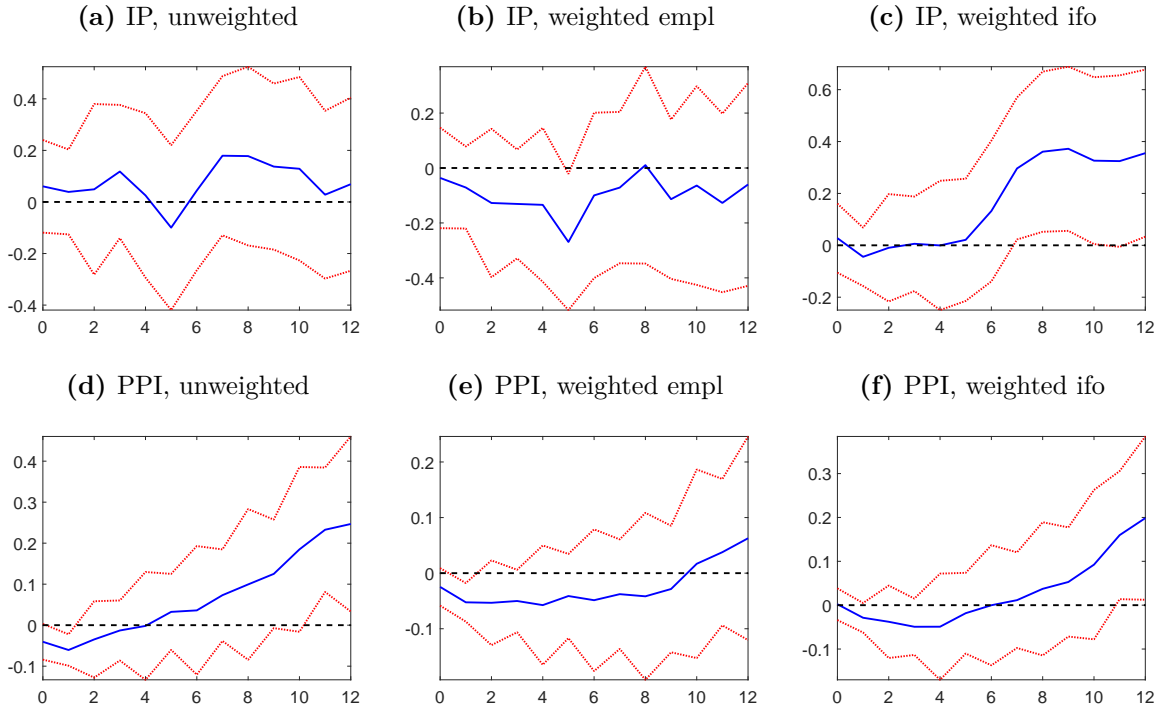 (a) IP, unweighted
(b) IP, weighted empl
(c) IP, weighted ifo
0.4
0.2
0
-0.2
-0.4
0 2 4 6 8 10 12
0.2
0
-0.2
-0.4
0 2 4 6 8 10 12
0.6
0.4
0.2
0
-0.2
0 2 4 6 8 10 12
(d) PPI, unweighted
(e) PPI, weighted empl
(f) PPI, weighted ifo
0.4
0.3
0.2
0.1
0
-0.1
0 2 4 6 8 10 12
0.2
0.1
0
-0.1
0 2 4 6 8 10 12
0.3
0.2
0.1
0
-0.1
0 2 4 6 8 10 12